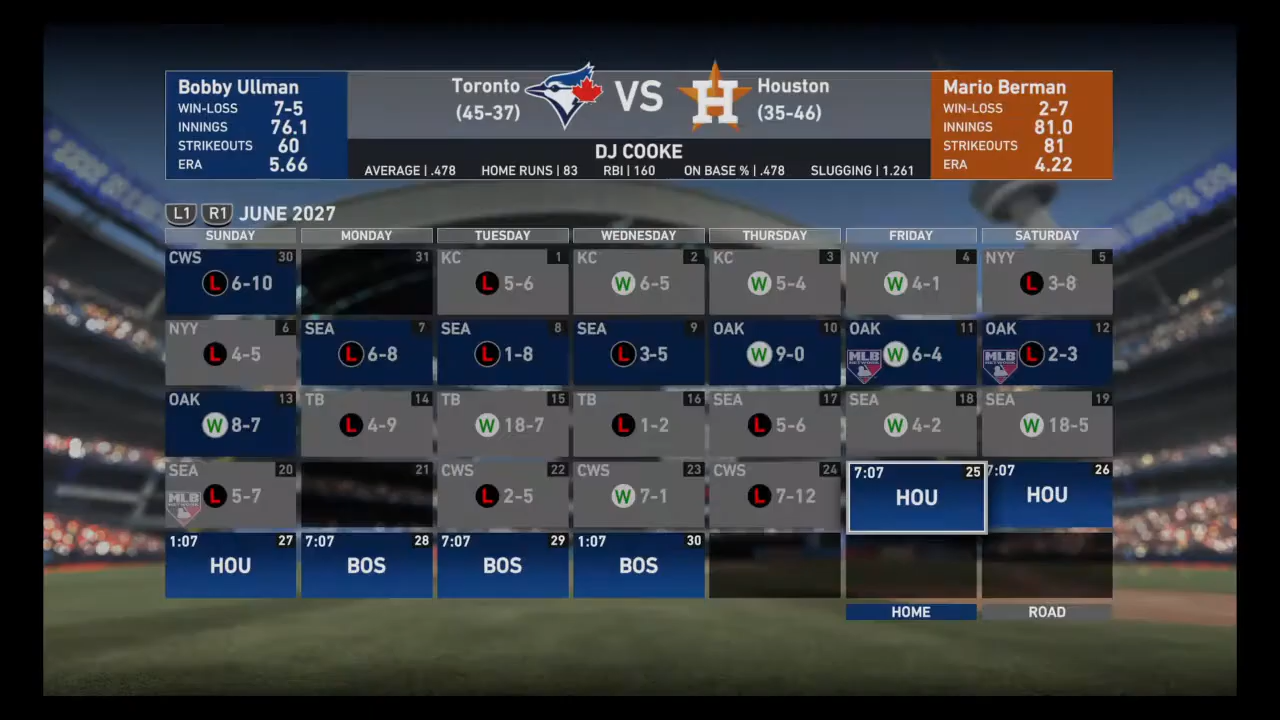 Bobby Ullman
WIN-LOSS 7-5
INNINGS 76.1
STRIKEOUTS 60
ERA 5.66
Toronto
(45-37)
VS
Houston
(35-46)
H
Mario Berman
WIN-LOSS 2-7
INNINGS 81.0
STRIKEOUTS 81
ERA 4.22
DJ COOKE
AVERAGE | .478 HOME RUNS | 83 RBI | 160 ON BASE % | .478 SLUGGING | 1.261
L1 R1 JUNE 2027
SUNDAY MONDAY TUESDAY WEDNESDAY THURSDAY FRIDAY SATURDAY
CWS 30 31 KC 1 KC 2 KC 3 NYY 4 NYY 5
L 6-10 L 5-6 W 6-5 W 5-4 W 4-1 L 3-8
NYY 6 SEA 7 SEA 8 SEA 9 OAK 10 OAK 11 OAK 12
L 4-5 L 6-8 L 1-8 L 3-5 W 9-0 MLB NETWORK W 6-4 MLB NETWORK L 2-3
OAK 13 TB 14 TB 15 TB 16 SEA 17 SEA 18 SEA 19
W 8-7 L 4-9 W 18-7 L 1-2 L 5-6 W 4-2 W 18-5
SEA 20 21 CWS 22 CWS 23 CWS 24 7:07 25 7:07 26
MLB NETWORK L 5-7 L 2-5 W 7-1 L 7-12 HOU HOU
1:07 27 7:07 28 7:07 29 1:07 30
HOU BOS BOS BOS
HOME ROAD